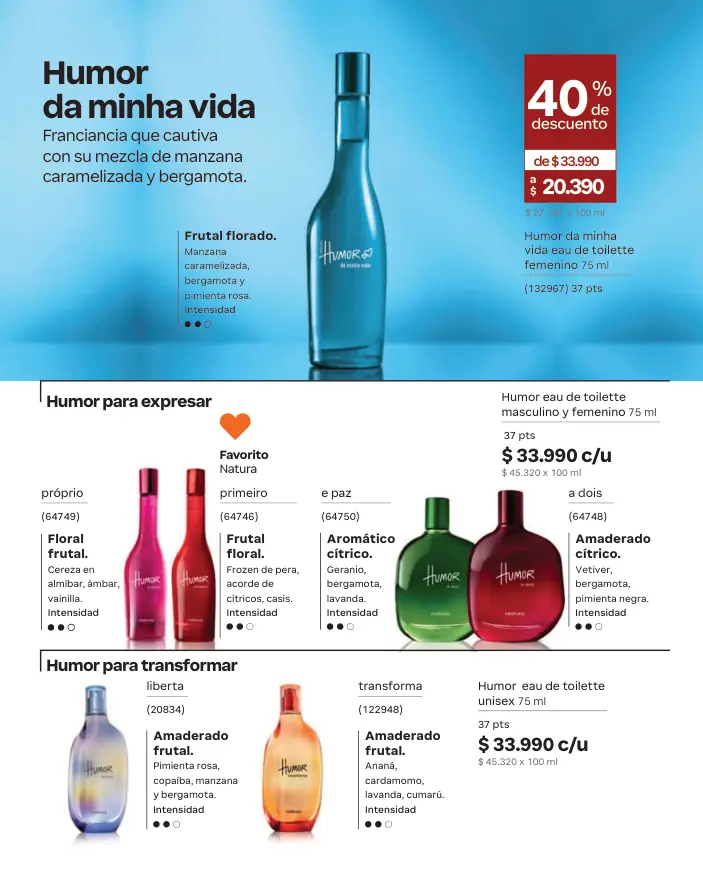 Humor
da minha vida
Franciancia que cautiva
con su mezcla de manzana
caramelizada y bergamota.
40% de
descuento
de $ 33.990
a $ 20.390
Humor da minha
vida eau de toilette
femenino 75 ml
(132967) 37 pts
Frutal florado.
Manzana
caramelizada,
bergamota y
pimienta rosa.
Intensidad
HUMOR
da minha vida
Humor para expresar
Favorito
Natura
Humor eau de toilette
masculino y femenino 75 ml
37 pts
$ 33.990 c/u
$ 45.320 x 100 ml
próprio
(64749)
Floral
frutal.
Cereza en
almíbar, ámbar,
vainilla.
Intensidad
HUMOR
HUMOR
primeiro
(64746)
Frutal
floral.
Frozen de pera,
acorde de
cítricos, casis.
Intensidad
e paz
(64750)
Aromático
cítrico.
Geranio,
bergamota,
lavanda.
Intensidad
HUMOR
HUMOR
a dois
(64748)
Amaderado
cítrico.
Vetiver,
bergamota,
pimienta negra.
Intensidad
Humor para transformar
HUMOR
liberta
(20834)
Amaderado
frutal.
Pimienta rosa,
copaíba, manzana
y bergamota.
Intensidad
HUMOR
transforma
(122948)
Amaderado
frutal.
Ananá,
cardamomo,
lavanda, cumarú.
Intensidad
Humor eau de toilette
unisex 75 ml
37 pts
$ 33.990 c/u
$ 45.320 x 100 ml